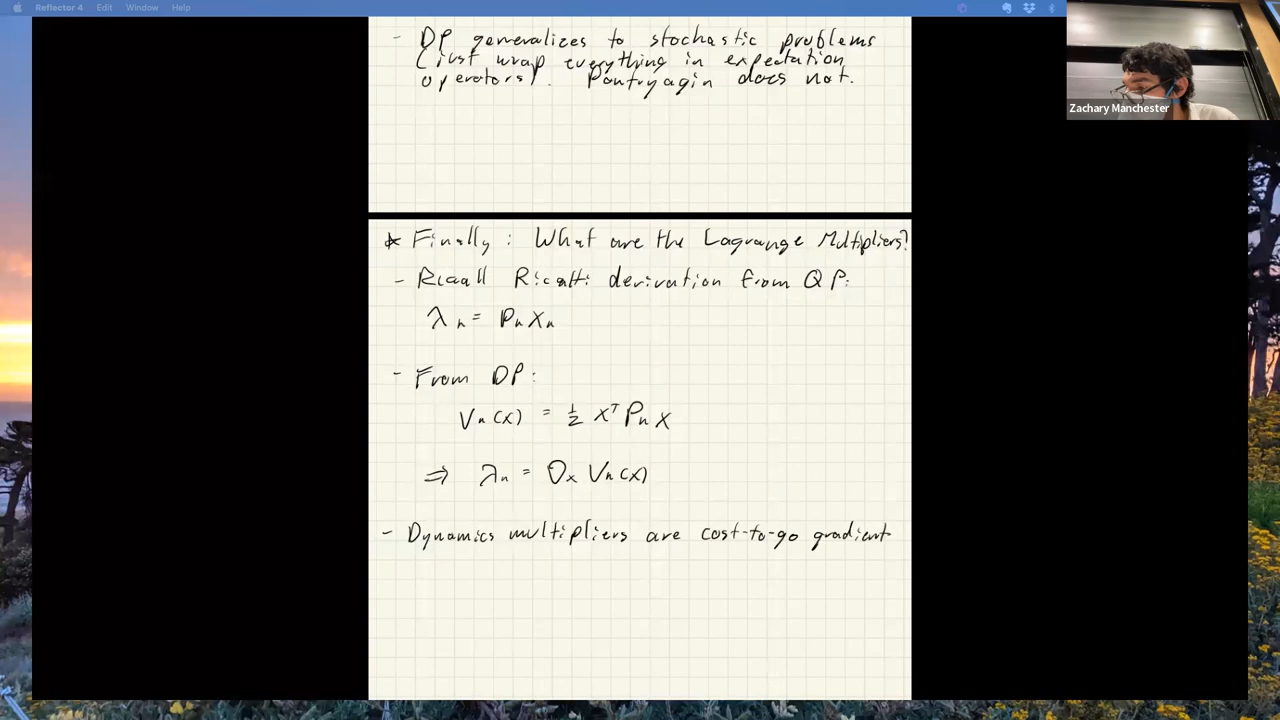 Reflector 4 Edit Window Help
Zachary Manchester
- DP generalizes to stochastic problems
(just wrap everything in expectation
operators). Pontryagin does not.
* Finally: What are the Lagrange Multipliers?
- Recall Ricatti derivation from QP:
λn = Pn xn
- From DP:
Vn(x) = ½ xᵀ Pn x
⇒ λn = ∇x Vn(x)
- Dynamics multipliers are cost-to-go gradient